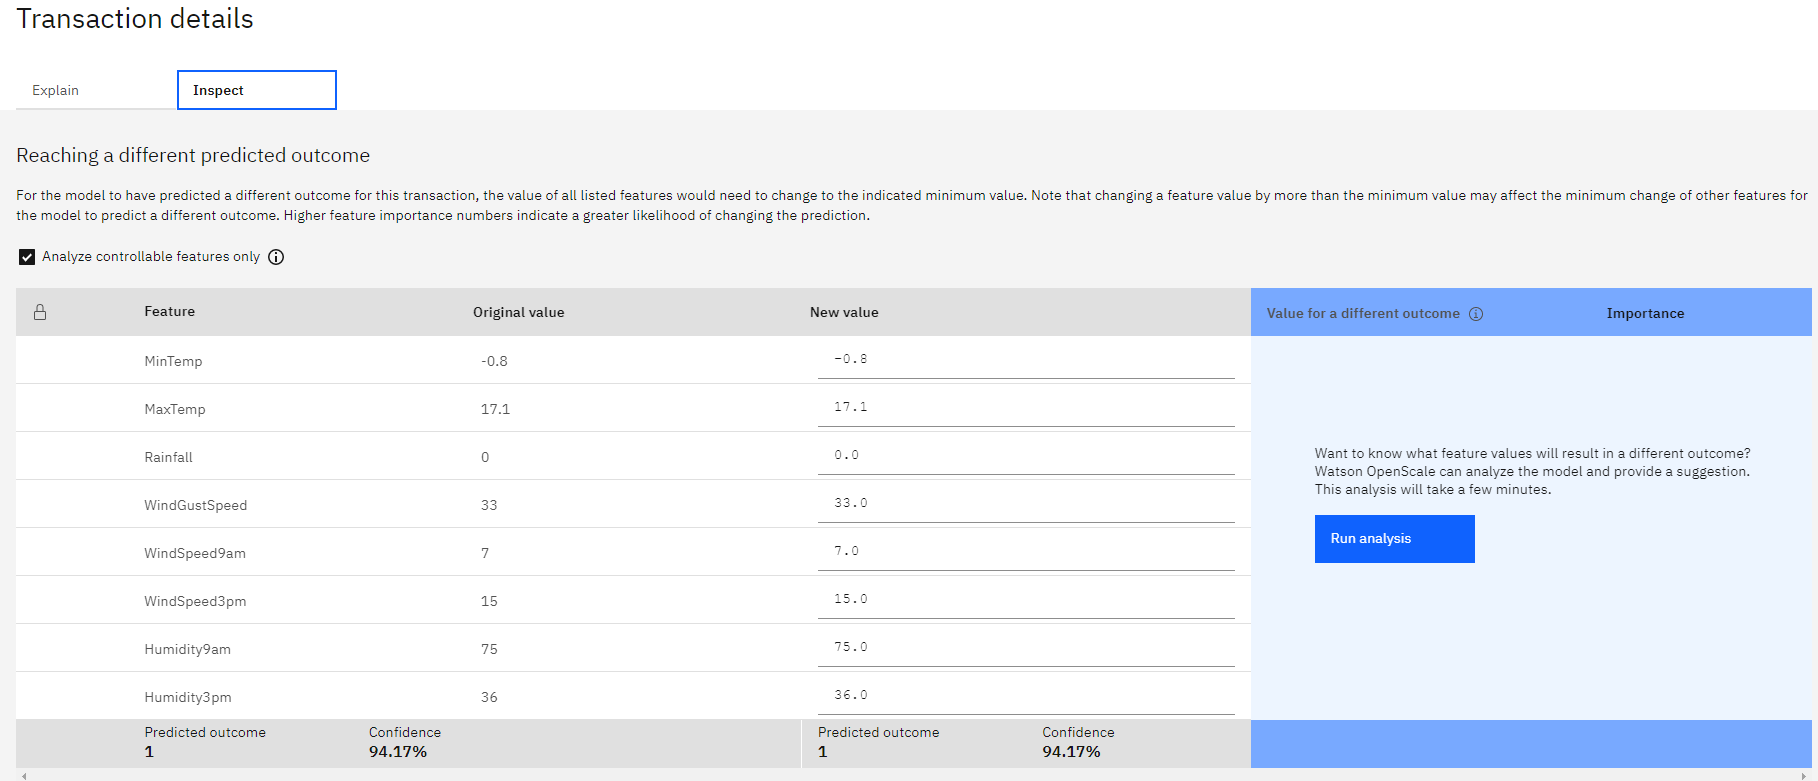 Transaction details
Explain Inspect
Reaching a different predicted outcome
For the model to have predicted a different outcome for this transaction, the value of all listed features would need to change to the indicated minimum value. Note that changing a feature value by more than the minimum value may affect the minimum change of other features for
the model to predict a different outcome. Higher feature importance numbers indicate a greater likelihood of changing the prediction.
Analyze controllable features only
Feature Original value New value Value for a different outcome Importance
MinTemp -0.8 -0.8
MaxTemp 17.1 17.1
Rainfall 0 0.0
WindGustSpeed 33 33.0
WindSpeed9am 7 7.0
WindSpeed3pm 15 15.0
Humidity9am 75 75.0
Humidity3pm 36 36.0
Want to know what feature values will result in a different outcome?
Watson OpenScale can analyze the model and provide a suggestion.
This analysis will take a few minutes.
Run analysis
Predicted outcome Confidence Predicted outcome Confidence
1 94.17% 1 94.17%